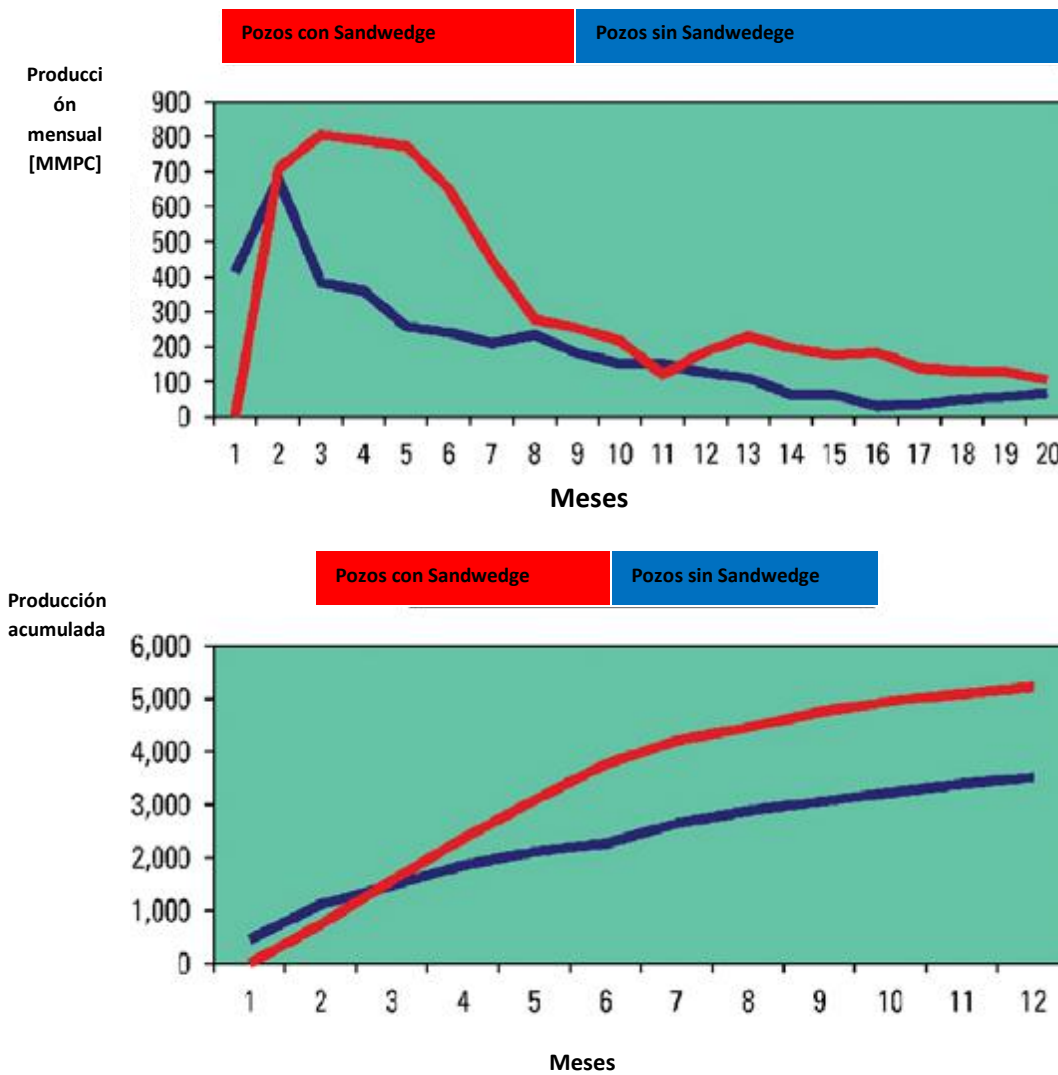 Pozos con Sandwedge
Pozos sin Sandwedege
Producci
ón
mensual
[MMPC]
900
800
700
600
500
400
300
200
100
0
1 2 3 4 5 6 7 8 9 10 11 12 13 14 15 16 17 18 19 20
Meses
Pozos con Sandwedge
Pozos sin Sandwedge
Producción
acumulada
6,000
5,000
4,000
3,000
2,000
1,000
0
1 2 3 4 5 6 7 8 9 10 11 12
Meses